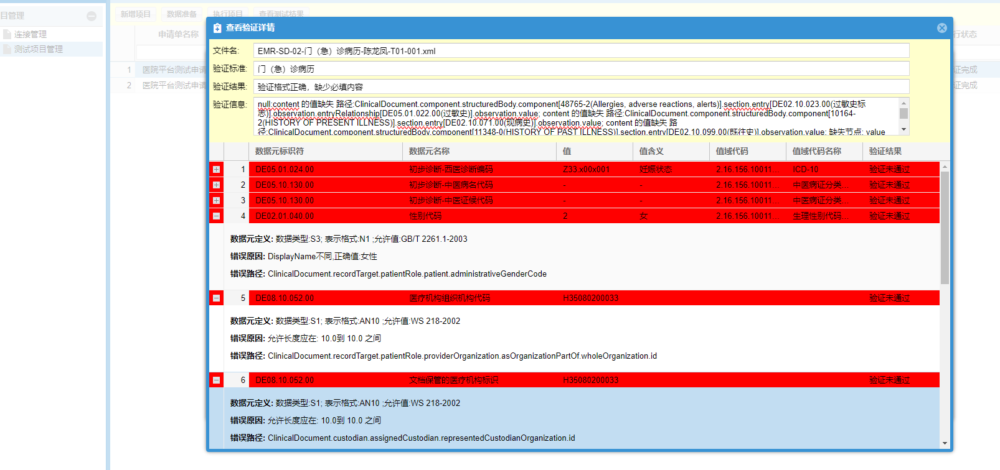 目管理
新增项目 数据准备 执行项目 查看测试结果
连接管理
测试项目管理
申请单名称
行状态
1 医院平台测试申请 证完成
2 医院平台测试申请 证完成
查看验证详情
文件名: EMR-SD-02-门（急）诊病历-陈龙凤-T01-001.xml
验证标准: 门（急）诊病历
验证结果: 验证格式正确，缺少必填内容
验证信息: null:content 的值缺失 路径:ClinicalDocument.component.structuredBody.component[48765-2(Allergies, adverse reactions, alerts)].section.entry[DE02.10.023.00(过敏史标
志)].observation.entryRelationship[DE05.01.022.00(过敏史)].observation.value; content 的值缺失 路径:ClinicalDocument.component.structuredBody.component[10164-
2(HISTORY OF PRESENT ILLNESS)].section.entry[DE02.10.071.00(现病史)].observation.value; content 的值缺失 路
径:ClinicalDocument.component.structuredBody.component[11348-0(HISTORY OF PAST ILLNESS)].section.entry[DE02.10.099.00(既往史)].observation.value; 缺失节点: value
数据元标识符 数据元名称 值 值含义 值域代码 值域代码名称 验证结果
1 DE05.01.024.00 初步诊断-西医诊断编码 Z33.x00x001 妊娠状态 2.16.156.10011... ICD-10 验证未通过
2 DE05.10.130.00 初步诊断-中医病名代码 - - 2.16.156.10011... 中医病证分类... 验证未通过
3 DE05.10.130.00 初步诊断-中医证候代码 - - 2.16.156.10011... 中医病证分类... 验证未通过
4 DE02.01.040.00 性别代码 2 女 2.16.156.10011... 生理性别代码... 验证未通过
数据元定义: 数据类型:S3; 表示格式:N1 ;允许值:GB/T 2261.1-2003
错误原因: DisplayName不同,正确值:女性
错误路径: ClinicalDocument.recordTarget.patientRole.patient.administrativeGenderCode
5 DE08.10.052.00 医疗机构组织机构代码 H35080200033 验证未通过
数据元定义: 数据类型:S1; 表示格式:AN10 ;允许值:WS 218-2002
错误原因: 允许长度应在: 10.0到 10.0 之间
错误路径: ClinicalDocument.recordTarget.patientRole.providerOrganization.asOrganizationPartOf.wholeOrganization.id
6 DE08.10.052.00 文档保管的医疗机构标识 H35080200033 验证未通过
数据元定义: 数据类型:S1; 表示格式:AN10 ;允许值:WS 218-2002
错误原因: 允许长度应在: 10.0到 10.0 之间
错误路径: ClinicalDocument.custodian.assignedCustodian.representedCustodianOrganization.id